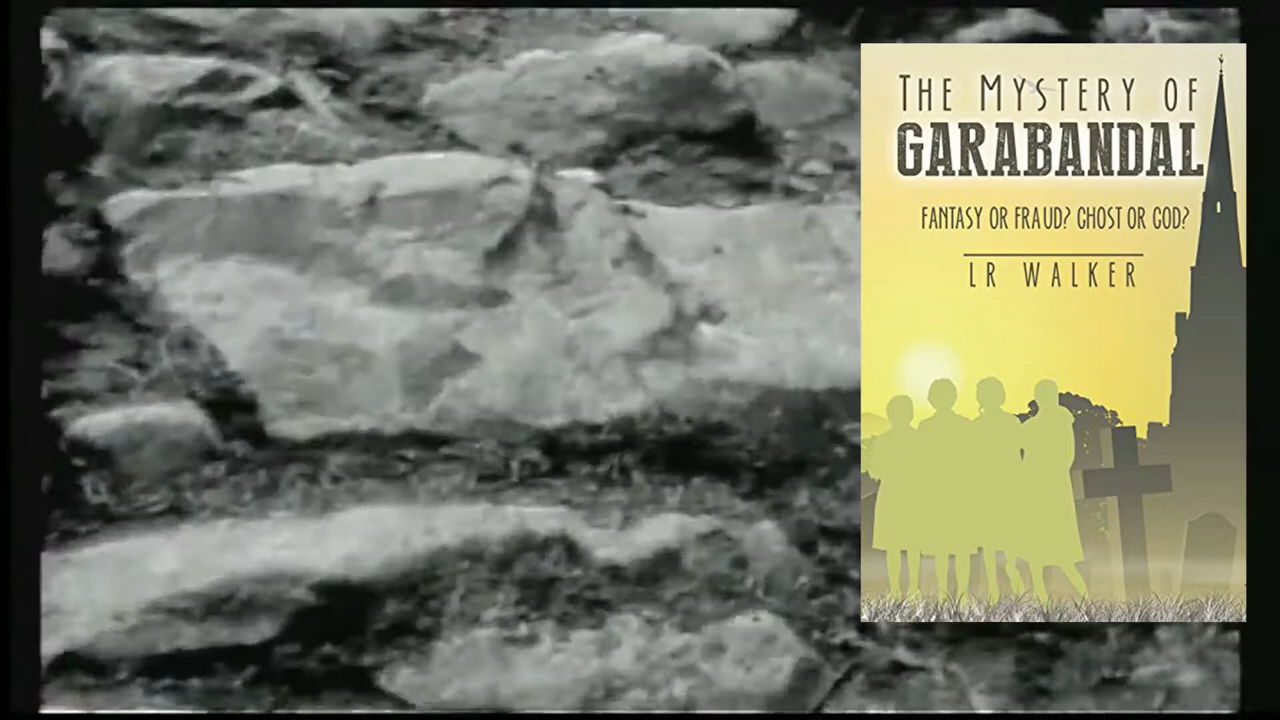 THE MYSTERY OF
GARABANDAL
FANTASY OR FRAUD? GHOST OR GOD?
LR WALKER